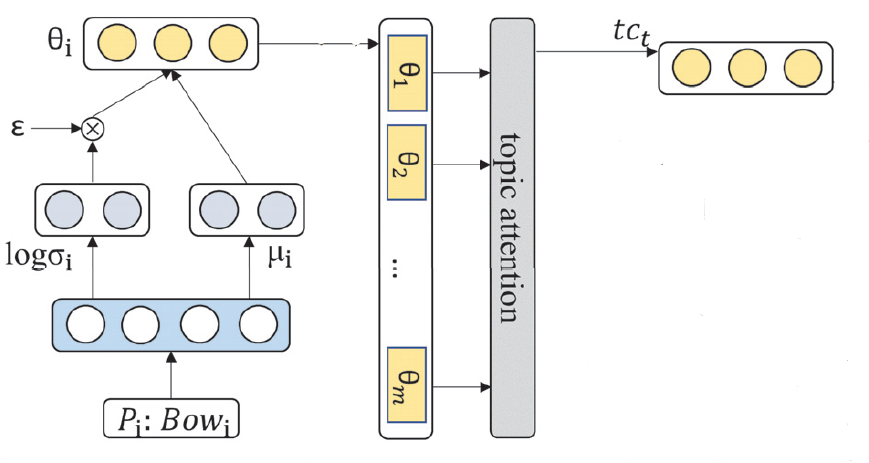 θi
tct
θ1
ε
θ2
topic attention
logσi
μi
...
θm
Pi: Bowi